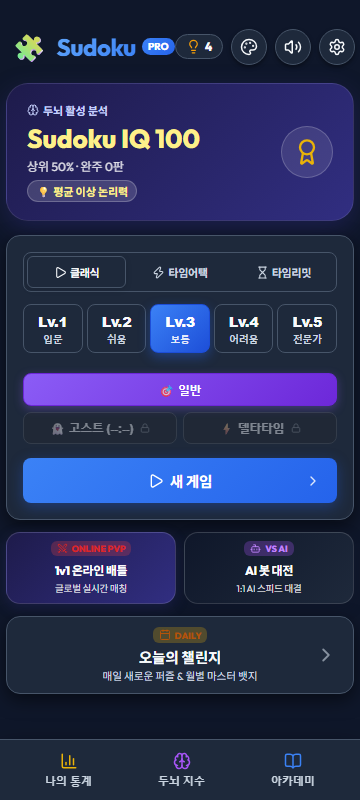 Sudoku PRO 4
두뇌 활성 분석
Sudoku IQ 100
상위 50% · 완주 0판
평균 이상 논리력
클래식 타임어택 타임리밋
Lv.1 Lv.2 Lv.3 Lv.4 Lv.5
입문 쉬움 보통 어려움 전문가
일반
고스트 (--:--) 델타타임
새 게임
ONLINE PVP VS AI
1v1 온라인 배틀 AI 봇 대전
글로벌 실시간 매칭 1:1 AI 스피드 대결
DAILY
오늘의 챌린지
매일 새로운 퍼즐 & 월별 마스터 뱃지
나의 통계 두뇌 지수 아카데미